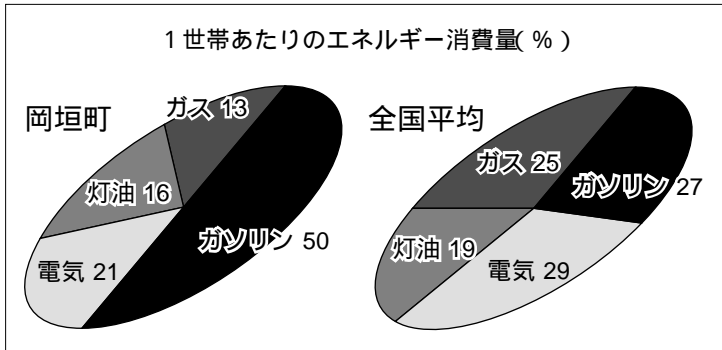 1世帯あたりのエネルギー消費量(%)
岡垣町
ガス 13
灯油 16
ガソリン 50
電気 21
全国平均
ガス 25
ガソリン 27
灯油 19
電気 29